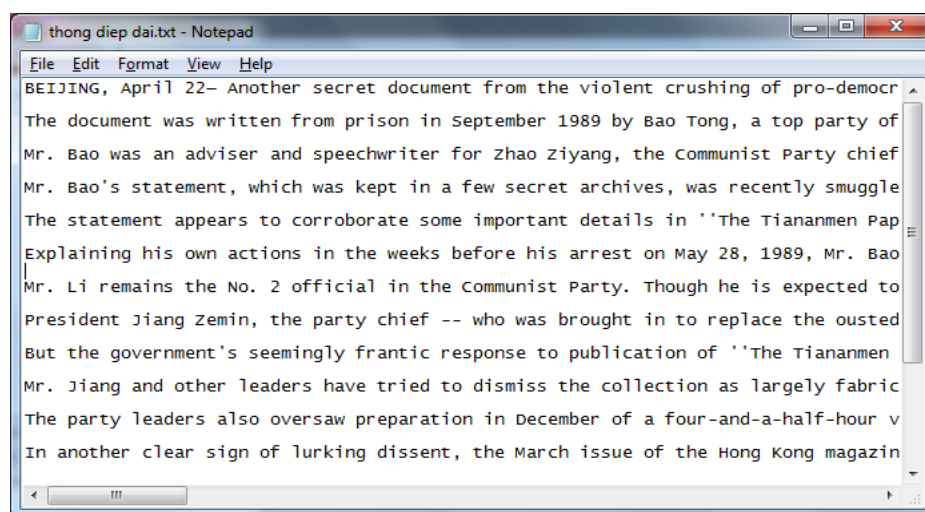 thong diep dai.txt - Notepad
File Edit Format View Help
BEIJING, April 22— Another secret document from the violent crushing of pro-democr
The document was written from prison in September 1989 by Bao Tong, a top party of
Mr. Bao was an adviser and speechwriter for Zhao Ziyang, the Communist Party chief
Mr. Bao's statement, which was kept in a few secret archives, was recently smuggle
The statement appears to corroborate some important details in ''The Tiananmen Pap
Explaining his own actions in the weeks before his arrest on May 28, 1989, Mr. Bao
Mr. Li remains the No. 2 official in the Communist Party. Though he is expected to
President Jiang Zemin, the party chief -- who was brought in to replace the ousted
But the government's seemingly frantic response to publication of ''The Tiananmen
Mr. Jiang and other leaders have tried to dismiss the collection as largely fabric
The party leaders also oversaw preparation in December of a four-and-a-half-hour v
In another clear sign of lurking dissent, the March issue of the Hong Kong magazin